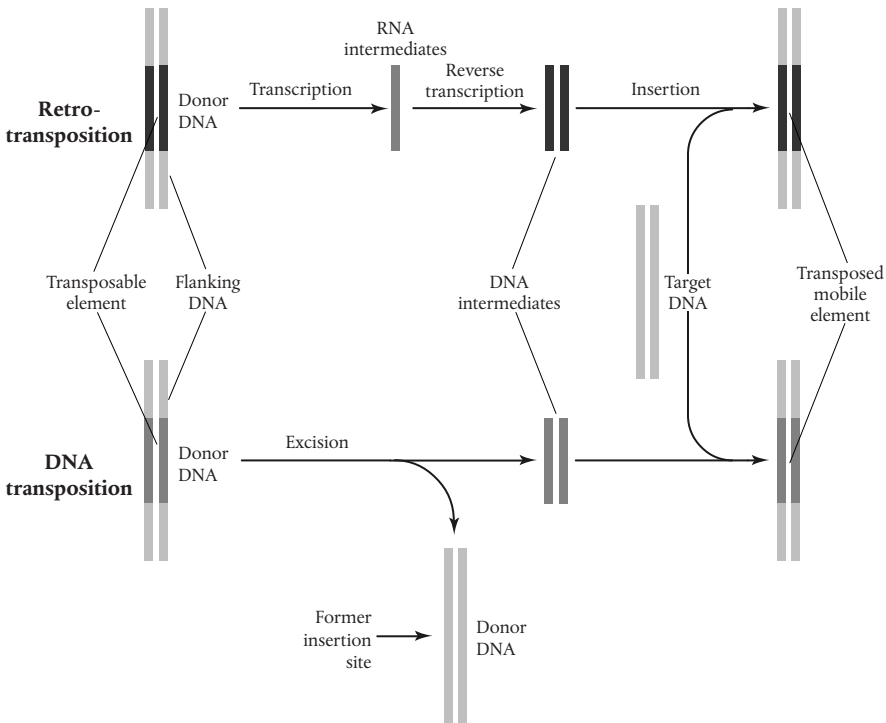 RNA
intermediates
Transcription
Reverse
transcription
Insertion
Retro-
transposition
Donor
DNA
Transposable
element
Flanking
DNA
DNA
intermediates
Target
DNA
Transposed
mobile
element
DNA
transposition
Donor
DNA
Excision
Former
insertion
site
Donor
DNA